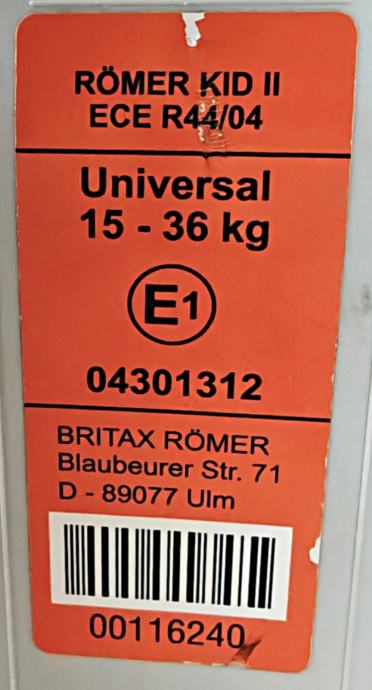 RÖMER KID II
ECE R44/04
Universal
15 - 36 kg
E1
04301312
BRITAX RÖMER
Blaubeurer Str. 71
D - 89077 Ulm
00116240